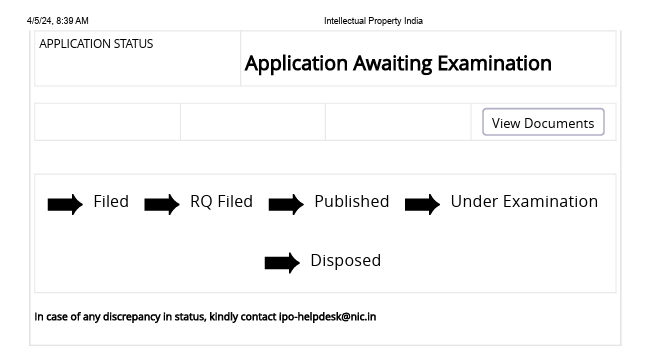 4/5/24, 8:39 AM Intellectual Property India
APPLICATION STATUS
Application Awaiting Examination
View Documents
Filed RQ Filed Published Under Examination
Disposed
In case of any discrepancy in status, kindly contact ipo-helpdesk@nic.in